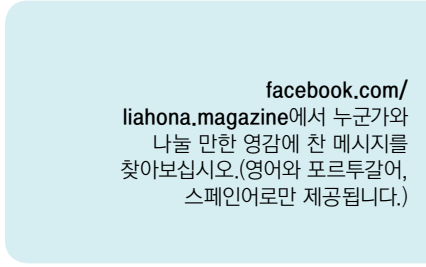 facebook.com/
liahona.magazine에서 누군가와
나눌 만한 영감에 찬 메시지를
찾아보십시오.(영어와 포르투갈어,
스페인어로만 제공됩니다.)